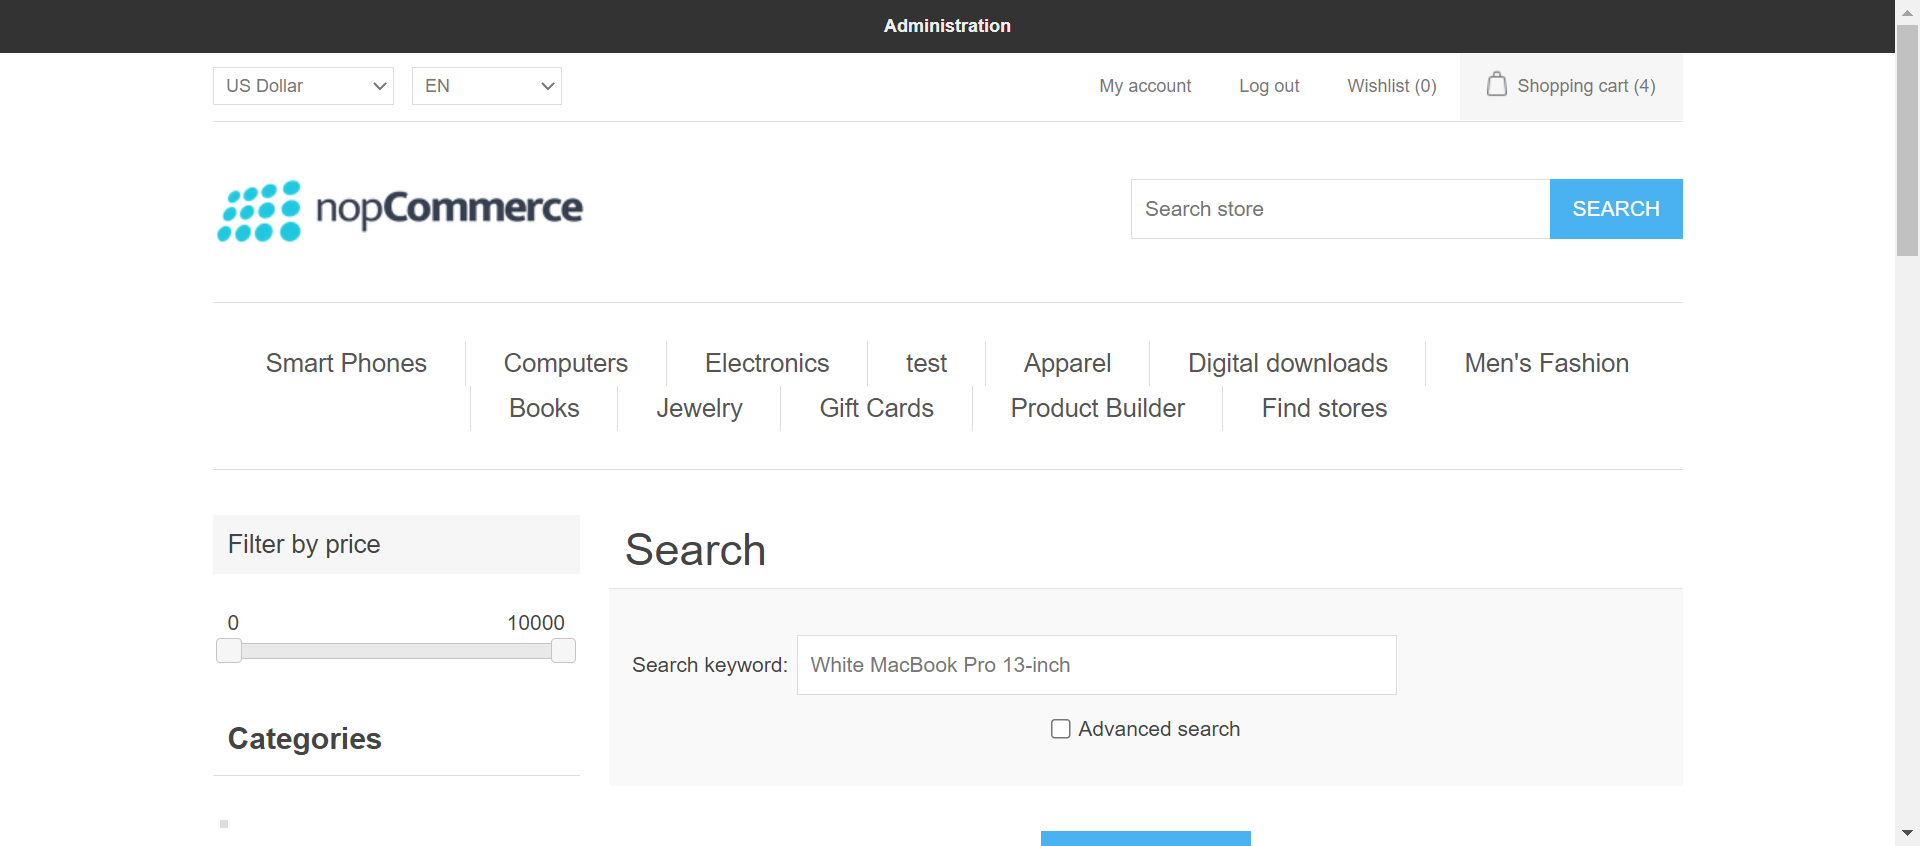 Administration
US Dollar EN My account Log out Wishlist (0) Shopping cart (4)
nopCommerce
Search store SEARCH
Smart Phones Computers Electronics test Apparel Digital downloads Men's Fashion
Books Jewelry Gift Cards Product Builder Find stores
Filter by price
0 10000
Categories
Search
Search keyword: White MacBook Pro 13-inch
Advanced search